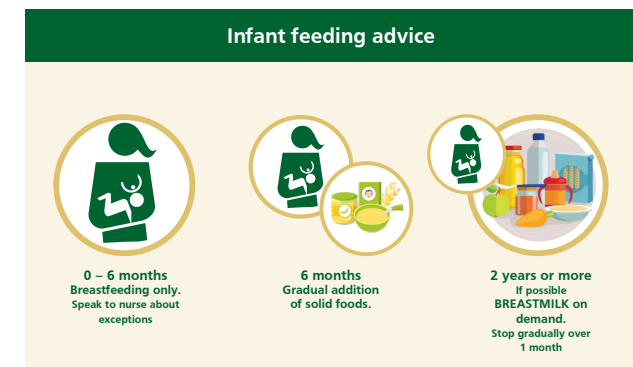 Infant feeding advice
0 – 6 months
Breastfeeding only.
Speak to nurse about
exceptions
6 months
Gradual addition
of solid foods.
2 years or more
If possible
BREASTMILK on
demand.
Stop gradually over
1 month